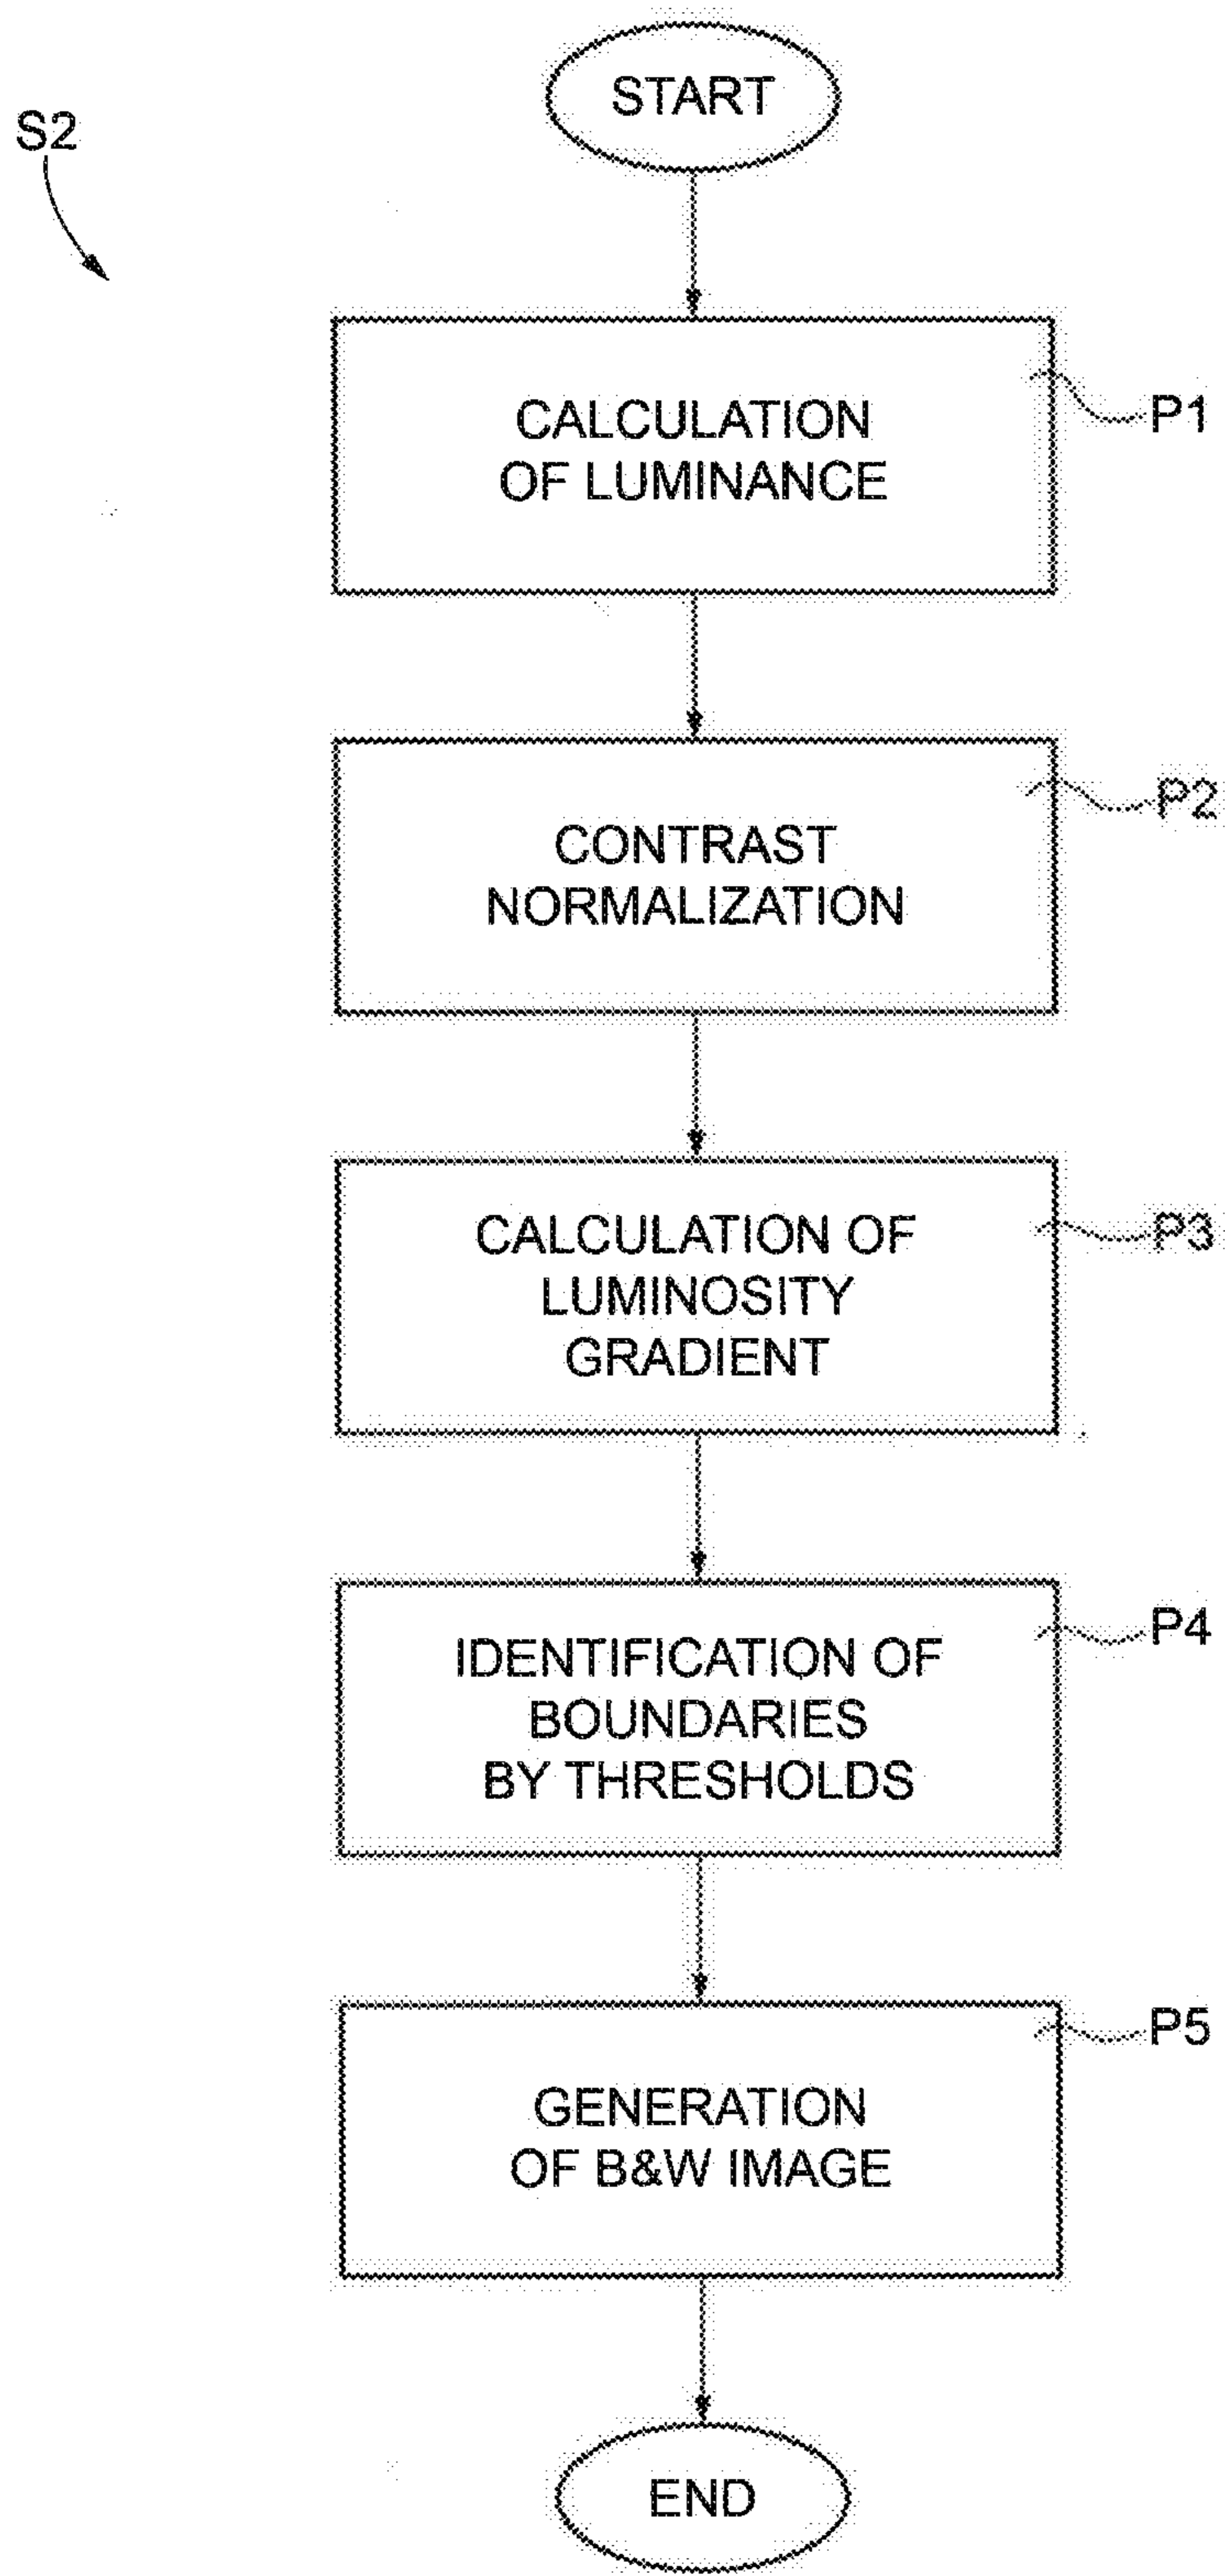 START
S2
CALCULATION
OF LUMINANCE
P1
CONTRAST
NORMALIZATION
P2
CALCULATION OF
LUMINOSITY
GRADIENT
P3
IDENTIFICATION OF
BOUNDARIES
BY THRESHOLDS
P4
GENERATION
OF B&W IMAGE
P5
END